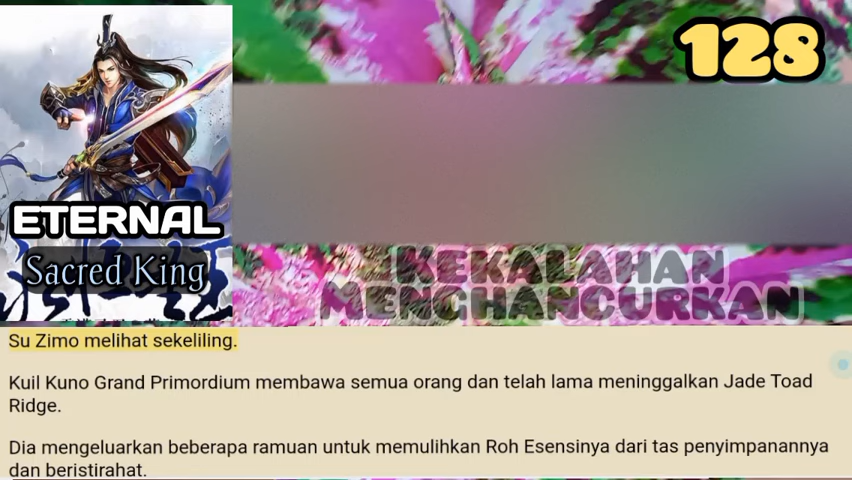 128
ETERNAL
Sacred King
KEKALAHAN
MENGHANCURKAN
Su Zimo melihat sekeliling.
Kuil Kuno Grand Primordium membawa semua orang dan telah lama meninggalkan Jade Toad
Ridge.
Dia mengeluarkan beberapa ramuan untuk memulihkan Roh Esensinya dari tas penyimpanannya
dan beristirahat.